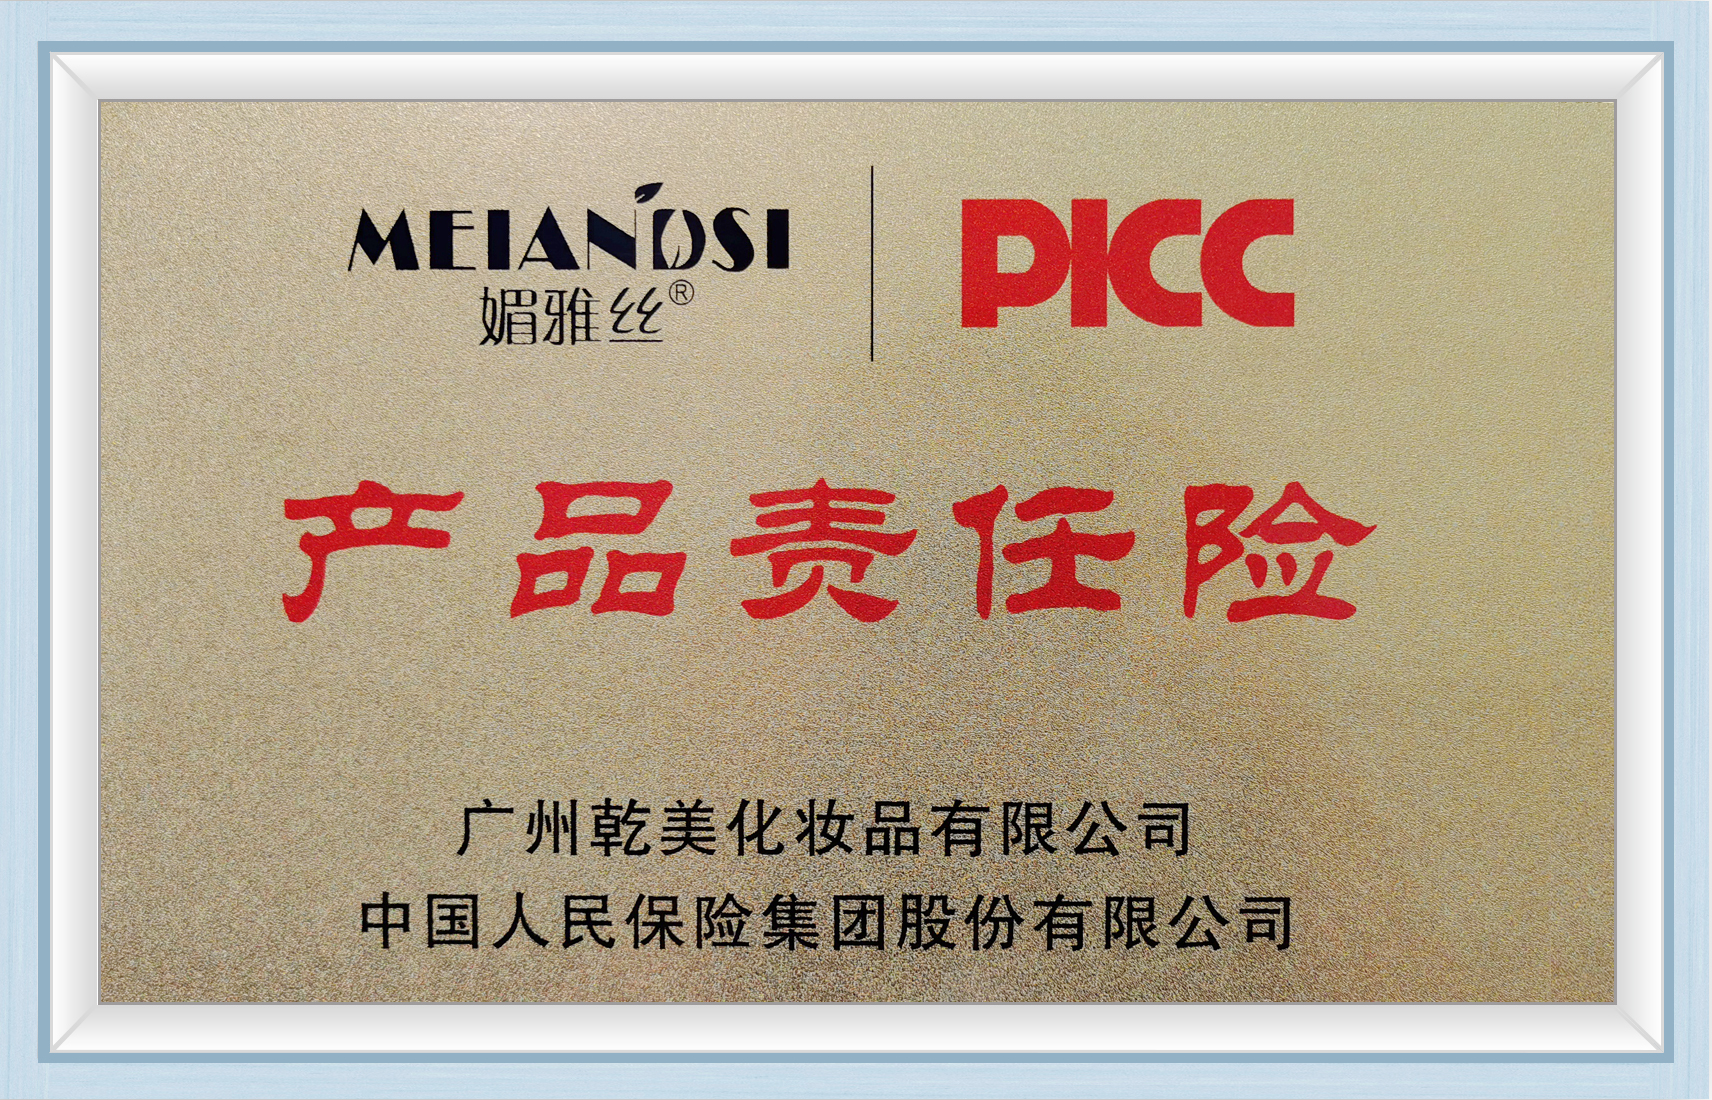 MEIANDSI
媚雅丝®
PICC
产品责任险
广州乾美化妆品有限公司
中国人民保险集团股份有限公司